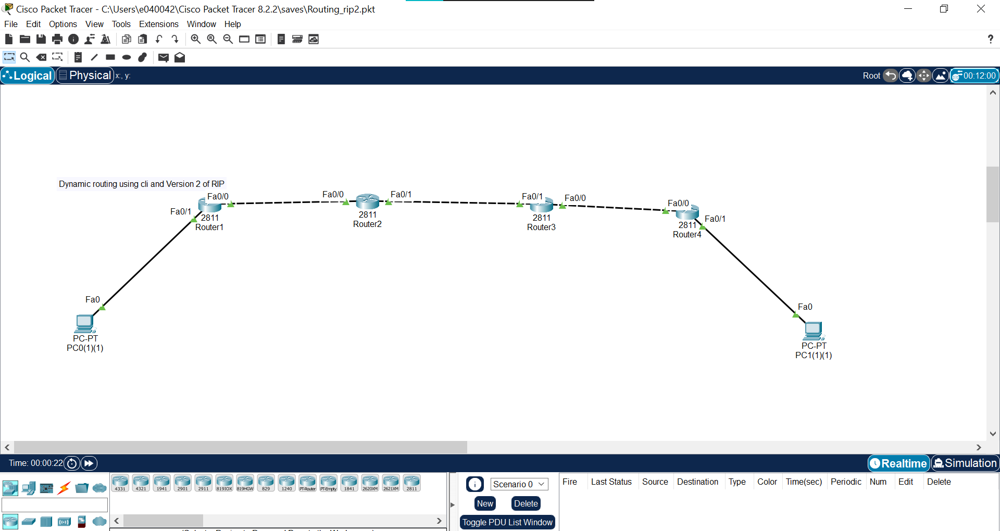 Cisco Packet Tracer - C:\Users\e040042\Cisco Packet Tracer 8.2.2\saves\Routing_rip2.pkt
File Edit Options View Tools Extensions Window Help
?
Logical Physical x:, y: Root 00:12:00
Dynamic routing using cli and Version 2 of RIP
Fa0/0 Fa0/0 Fa0/1 Fa0/1 Fa0/0 Fa0/0
Fa0/1 Fa0/1
2811
Router1
2811
Router2
2811
Router3
2811
Router4
Fa0
PC-PT
PC0(1)(1)
Fa0
PC-PT
PC1(1)(1)
Time: 00:00:22 Realtime Simulation
4331 4321 1941 2901 2911 819IOX 819HGW 829 1240 PT-Router PT-Empty 1841 2620XM 2621XM 2811
Scenario 0
New Delete
Toggle PDU List Window
Fire Last Status Source Destination Type Color Time(sec) Periodic Num Edit Delete